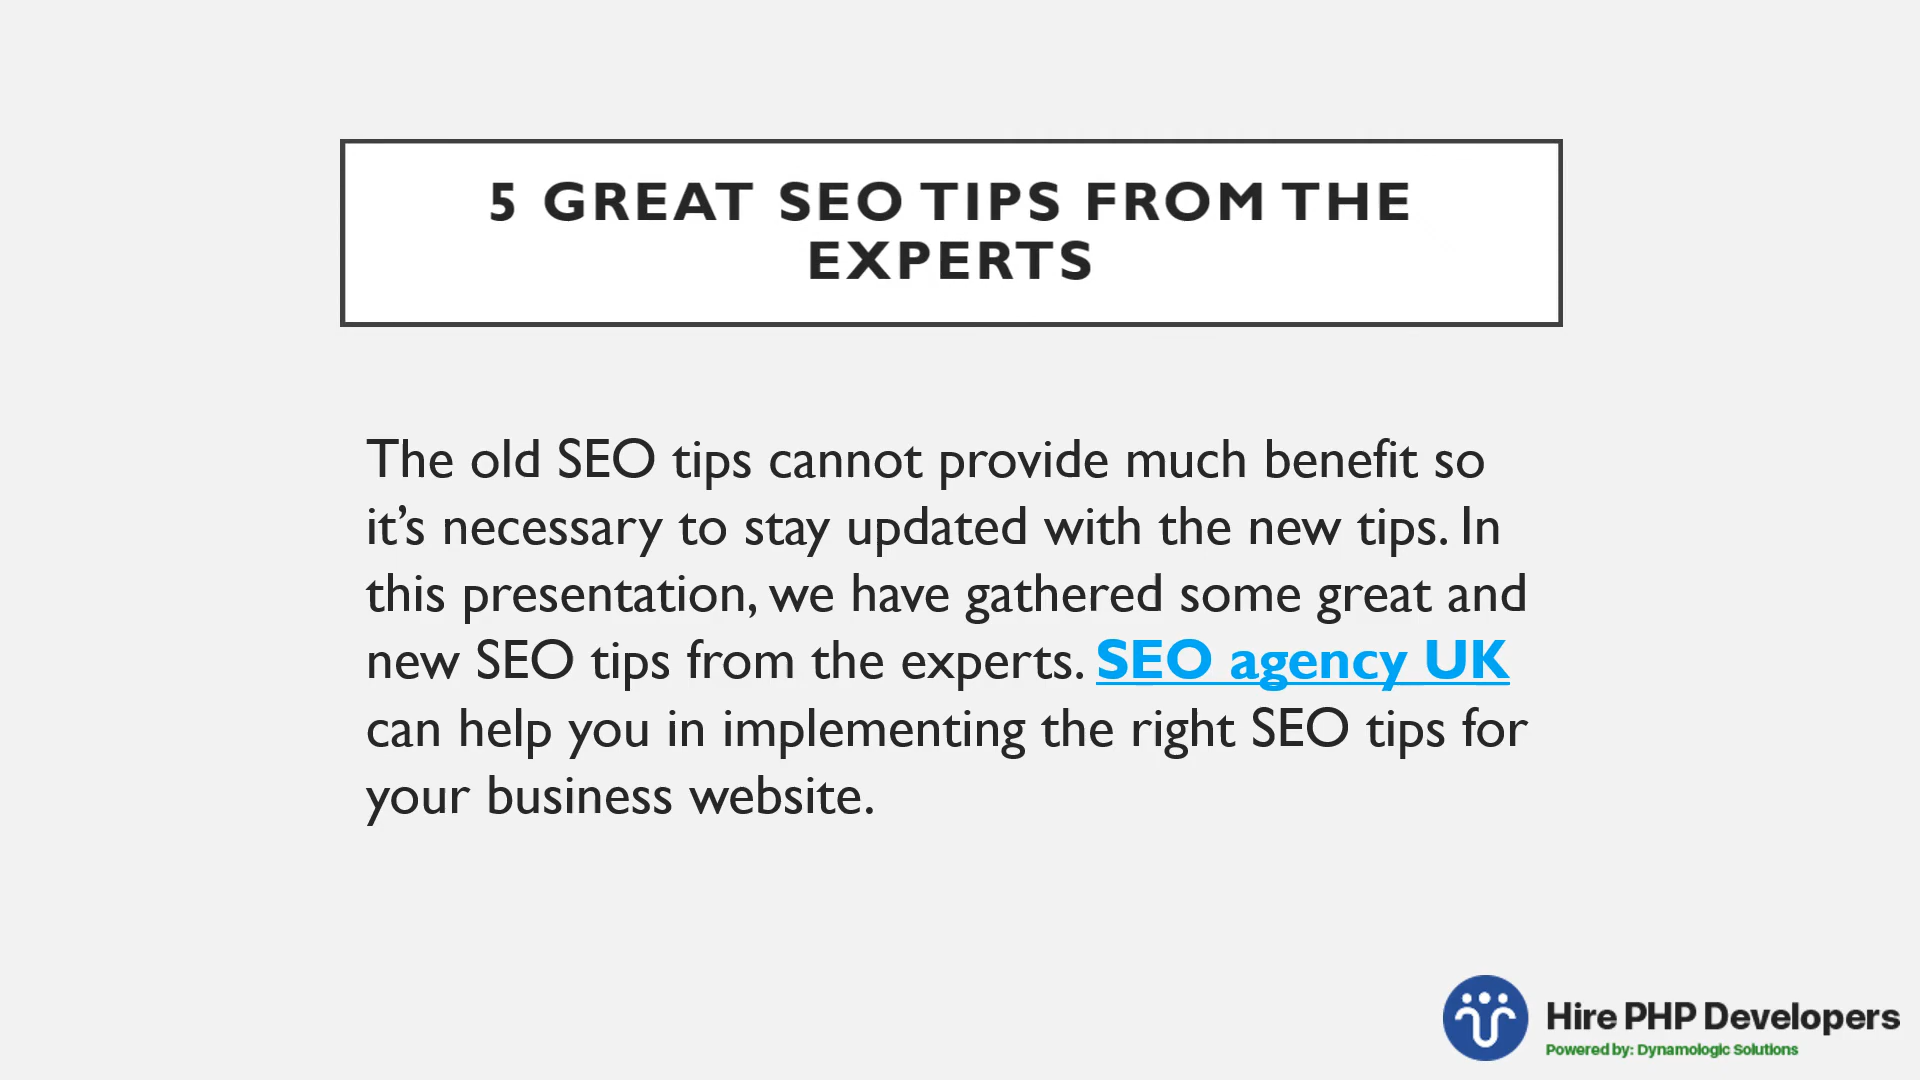 5 GREAT SEO TIPS FROM THE
EXPERTS
The old SEO tips cannot provide much benefit so
it’s necessary to stay updated with the new tips. In
this presentation, we have gathered some great and
new SEO tips from the experts. SEO agency UK
can help you in implementing the right SEO tips for
your business website.
Hire PHP Developers
Powered by: Dynamologic Solutions